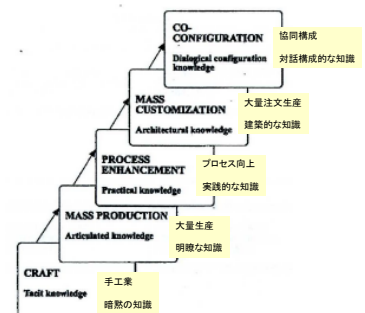 CO-
CONFIGURATION
Dialogical configuration
knowledge
協同構成
対話構成的な知識
MASS
CUSTOMIZATION
Architectural knowledge
大量注文生産
建築的な知識
PROCESS
ENHANCEMENT
Practical knowledge
プロセス向上
実践的な知識
MASS PRODUCTION
Articulated knowledge
大量生産
明瞭な知識
CRAFT
Tacit knowledge
手工業
暗黙の知識